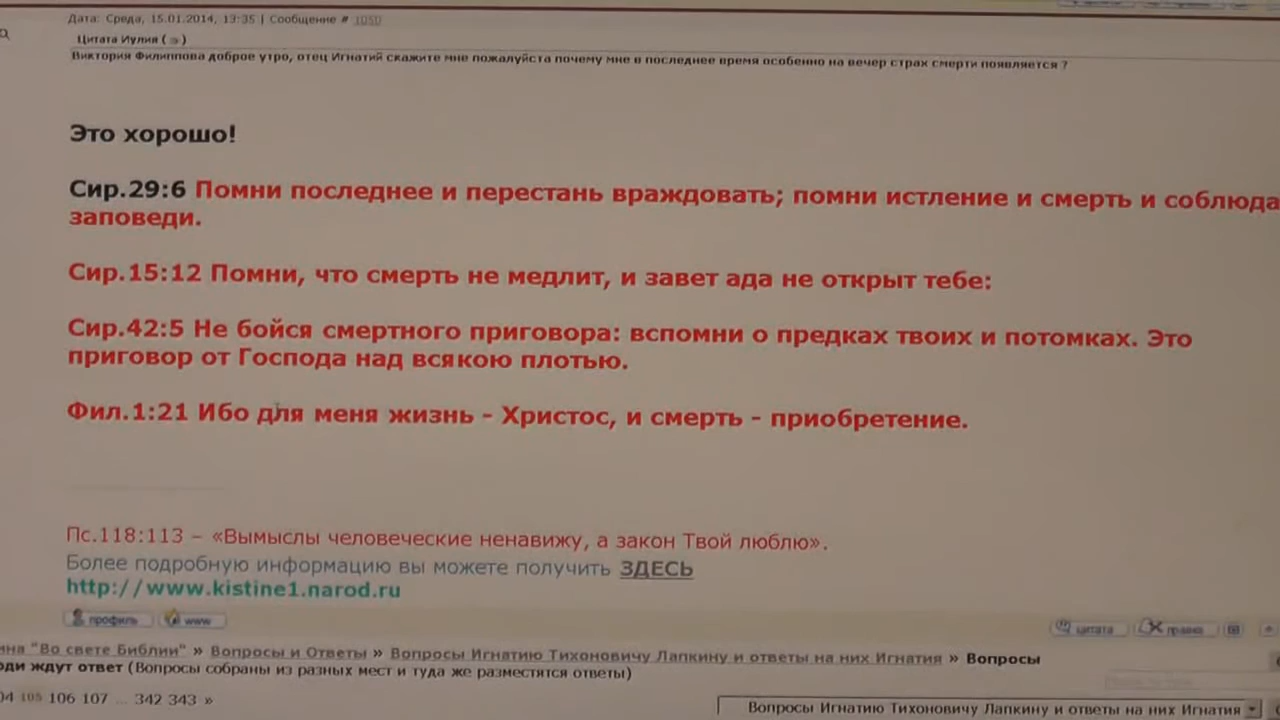 Дата: Среда, 15.01.2014, 13:35 | Сообщение # 1050
Цитата Иулия ( )
Виктория Филиппова доброе утро, отец Игнатий скажите мне пожалуйста почему мне в последнее время особенно на вечер страх смерти появляется ?
Это хорошо!
Сир.29:6 Помни последнее и перестань враждовать; помни истление и смерть и соблюда
заповеди.
Сир.15:12 Помни, что смерть не медлит, и завет ада не открыт тебе:
Сир.42:5 Не бойся смертного приговора: вспомни о предках твоих и потомках. Это
приговор от Господа над всякою плотью.
Фил.1:21 Ибо для меня жизнь - Христос, и смерть - приобретение.
Пс.118:113 – «Вымыслы человеческие ненавижу, а закон Твой люблю».
Более подробную информацию вы можете получить ЗДЕСЬ
http://www.kistine1.narod.ru
профиль www цитата правка
ина "Во свете Библии" » Вопросы и Ответы » Вопросы Игнатию Тихоновичу Лапкину и ответы на них Игнатия » Вопросы
юди ждут ответ (Вопросы собраны из разных мест и туда же разместятся ответы)
04 105 106 107 ... 342 343 »
Вопросы Игнатию Тихоновичу Лапкину и ответы на них Игнатия